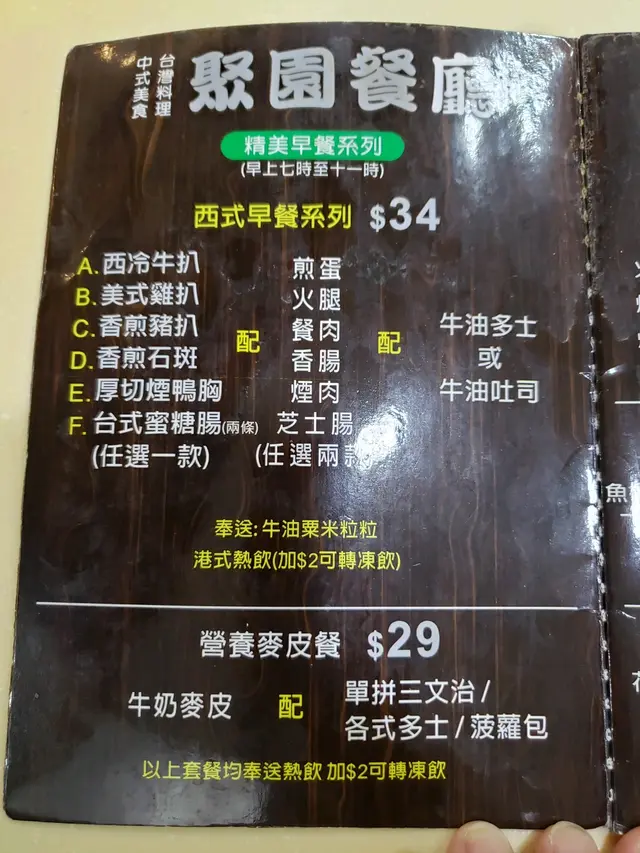 台灣料理
中式美食
聚園餐廳
精美早餐系列
(早上七時至十一時)
西式早餐系列 $34
A. 西冷牛扒
B. 美式雞扒
C. 香煎豬扒
D. 香煎石斑
E. 厚切煙鴨胸
F. 台式蜜糖腸(兩條)
(任選一款)
配
煎蛋
火腿
餐肉
香腸
煙肉
芝士腸
(任選兩款
配
牛油多士
或
牛油吐司
奉送: 牛油粟米粒粒
港式熱飲(加$2可轉凍飲)
營養麥皮餐 $29
牛奶麥皮 配 單拼三文治 /
各式多士 / 菠蘿包
以上套餐均奉送熱飲 加$2可轉凍飲
魚